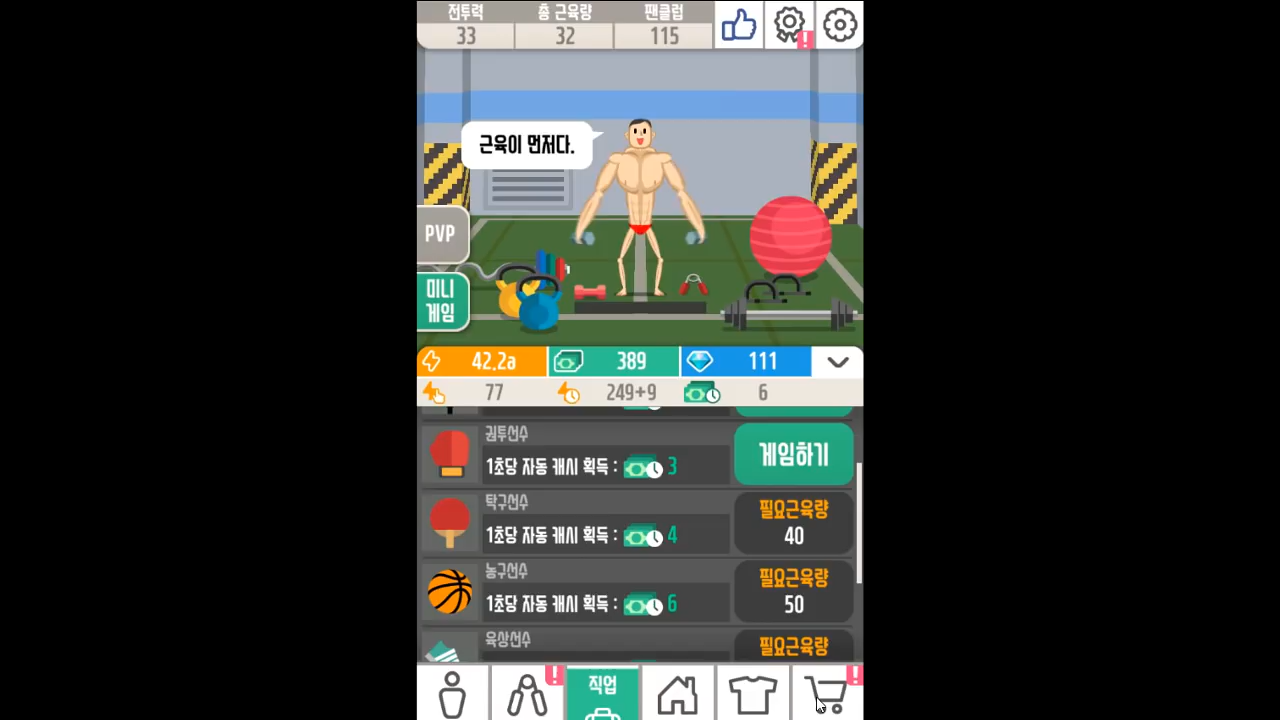 전투력 총 근육량 팬클럽
33 32 115
근육이 먼저다.
PVP
미니
게임
42.2a 389 111
77 249+9 6
권투선수
1초당 자동 캐시 획득 : 3
게임하기
탁구선수
1초당 자동 캐시 획득 : 4
필요근육량
40
농구선수
1초당 자동 캐시 획득 : 6
필요근육량
50
육상선수
필요근육량
직업